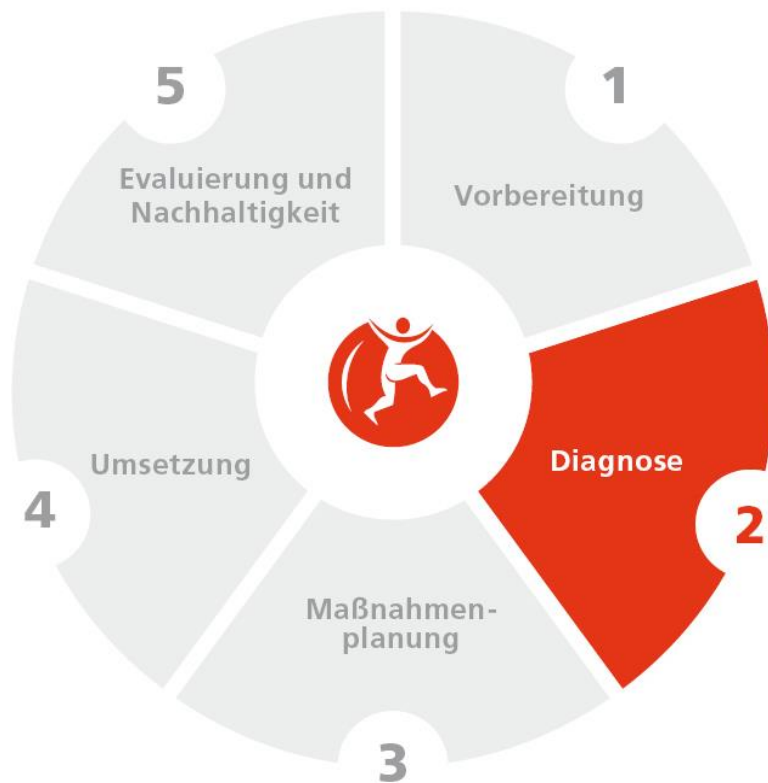 1
Vorbereitung
2
Diagnose
3
Maßnahmen-
planung
4
Umsetzung
5
Evaluierung und
Nachhaltigkeit